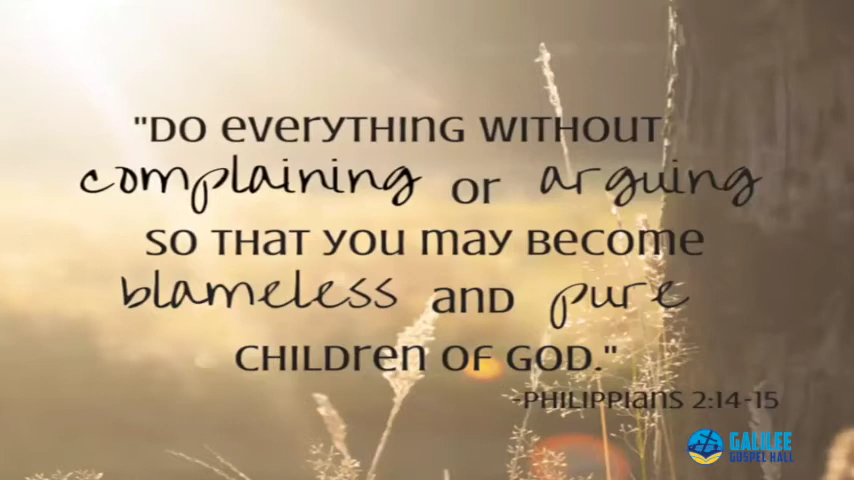 "DO EVERYTHING WITHOUT
complaining or arguing
SO THAT YOU MAY BECOME
blameless AND pure
CHILDREN OF GOD."
-PHILIPPIANS 2:14-15
GALILEE
GOSPEL HALL